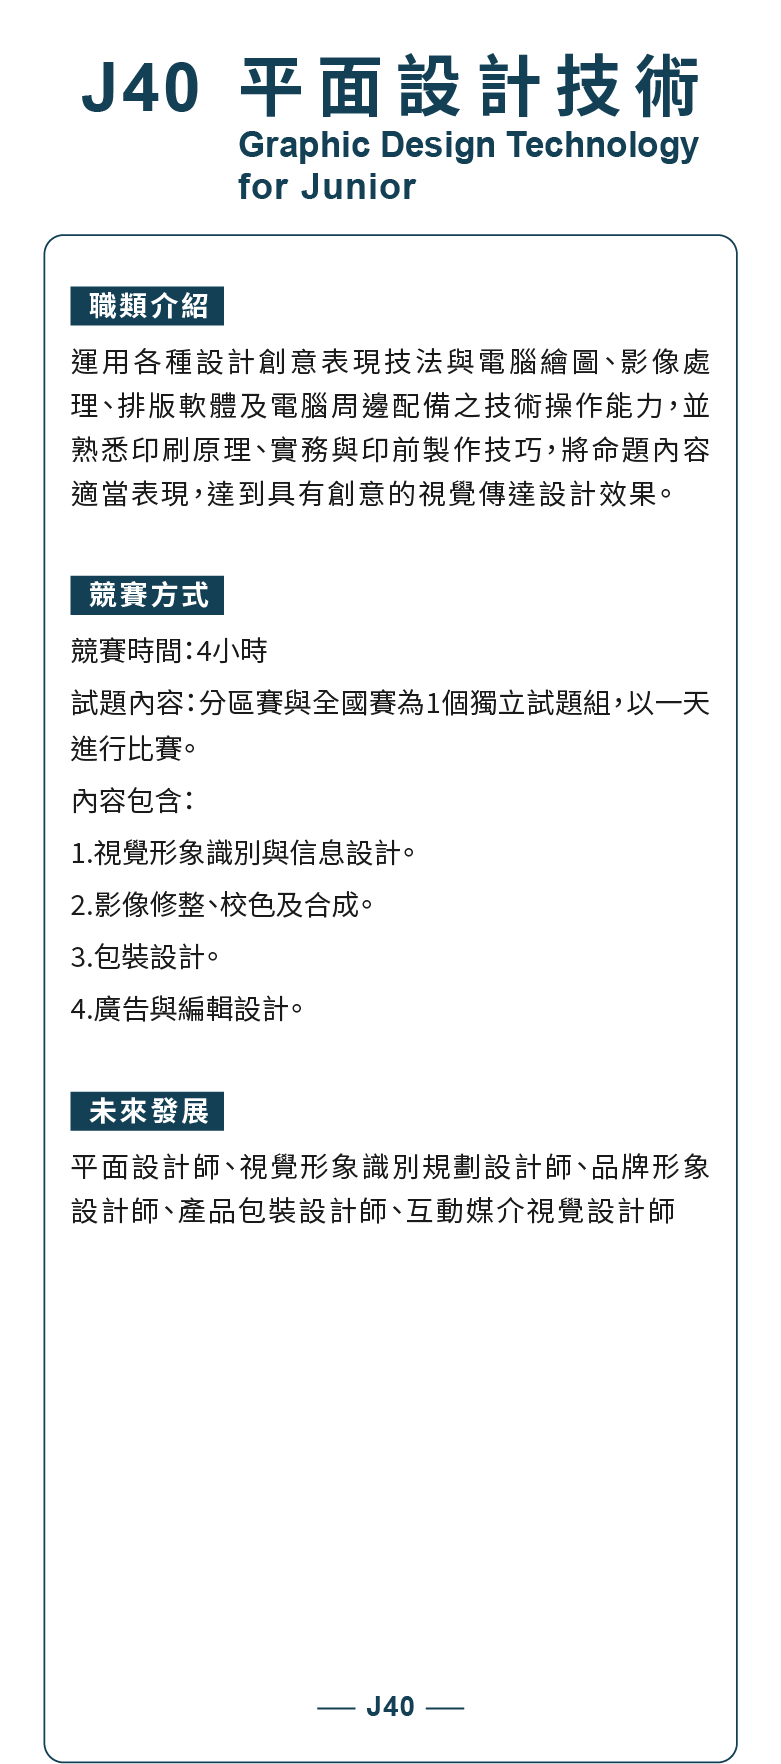 J40 平面設計技術
Graphic Design Technology
for Junior
職類介紹
運用各種設計創意表現技法與電腦繪圖、影像處
理、排版軟體及電腦周邊配備之技術操作能力，並
熟悉印刷原理、實務與印前製作技巧，將命題內容
適當表現，達到具有創意的視覺傳達設計效果。
競賽方式
競賽時間：4小時
試題內容：分區賽與全國賽為1個獨立試題組，以一天
進行比賽。
內容包含：
1.視覺形象識別與信息設計。
2.影像修整、校色及合成。
3.包裝設計。
4.廣告與編輯設計。
未來發展
平面設計師、視覺形象識別規劃設計師、品牌形象
設計師、產品包裝設計師、互動媒介視覺設計師
J40